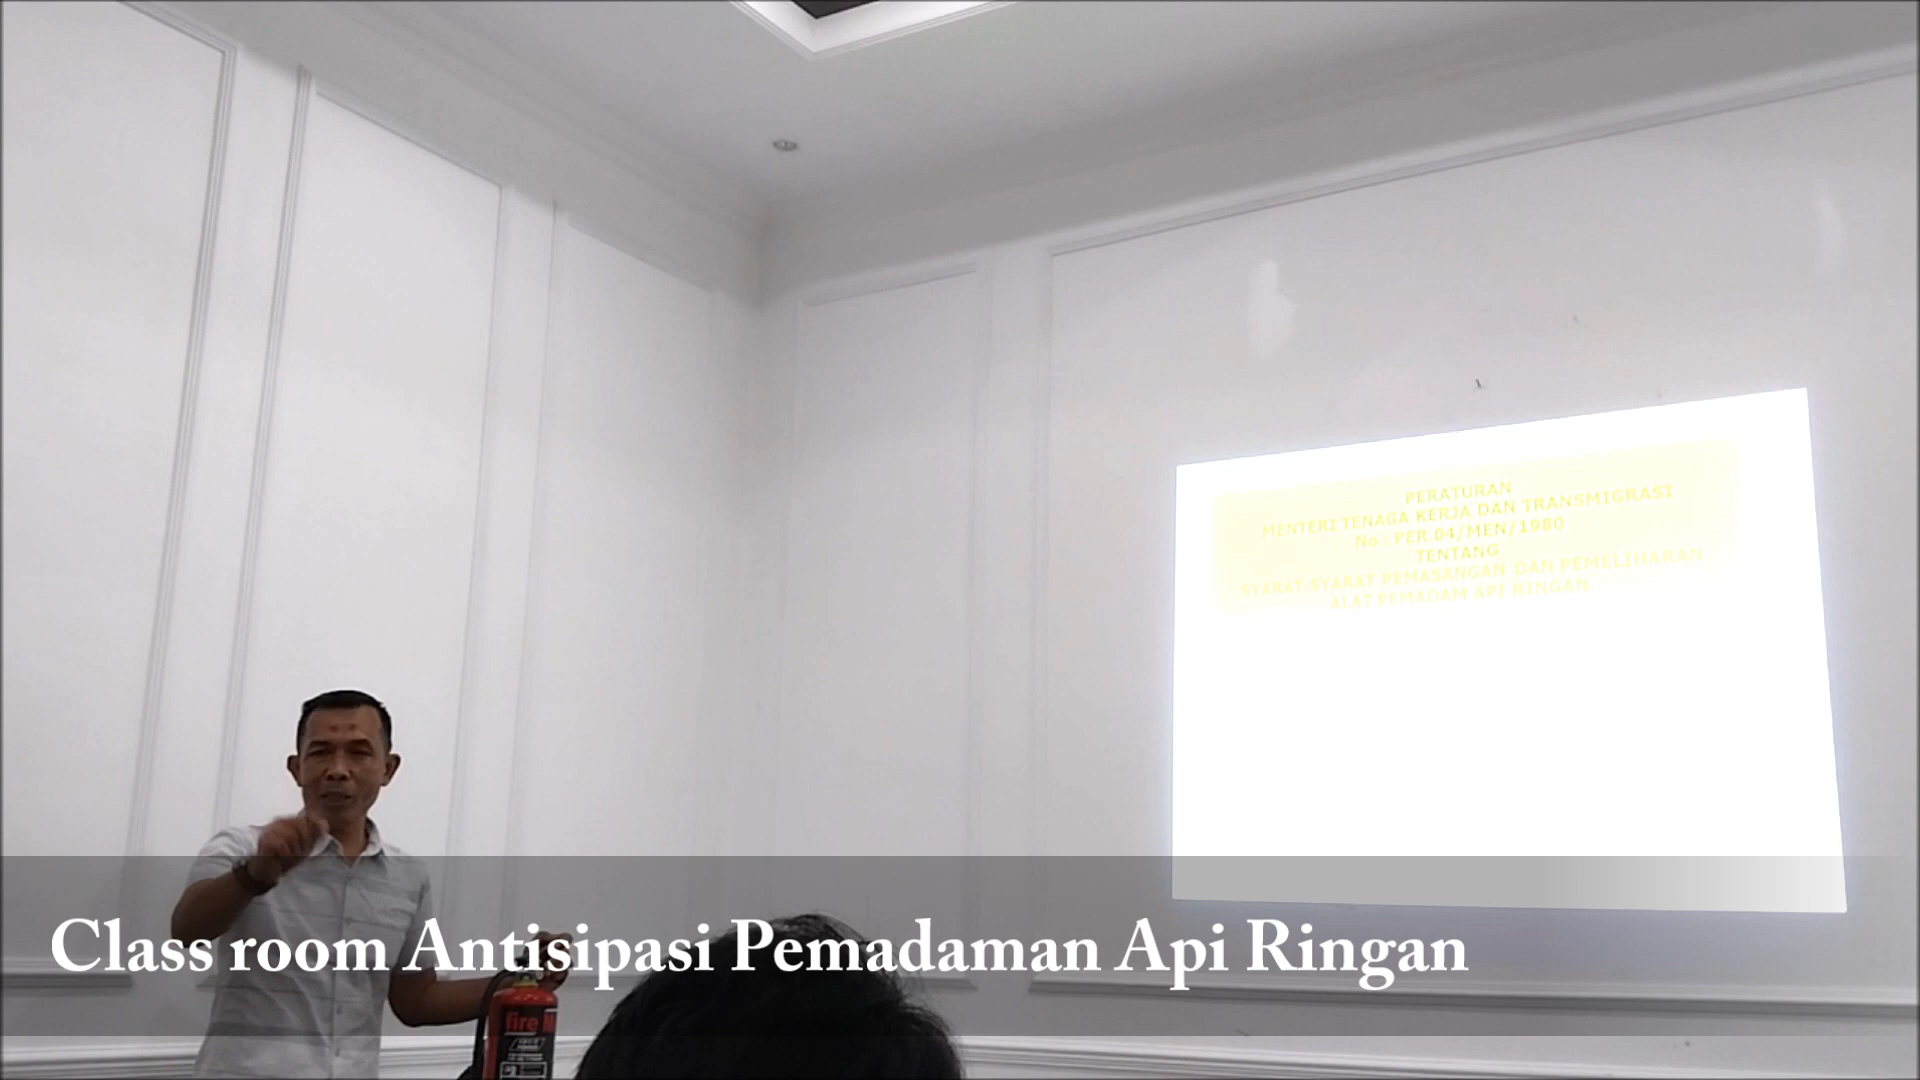 PERATURAN
MENTERI TENAGA KERJA DAN TRANSMIGRASI
No : PER.04/MEN/1980
TENTANG
SYARAT-SYARAT PEMASANGAN DAN PEMELIHARAN
ALAT PEMADAM API RINGAN
Class room Antisipasi Pemadaman Api Ringan
fire